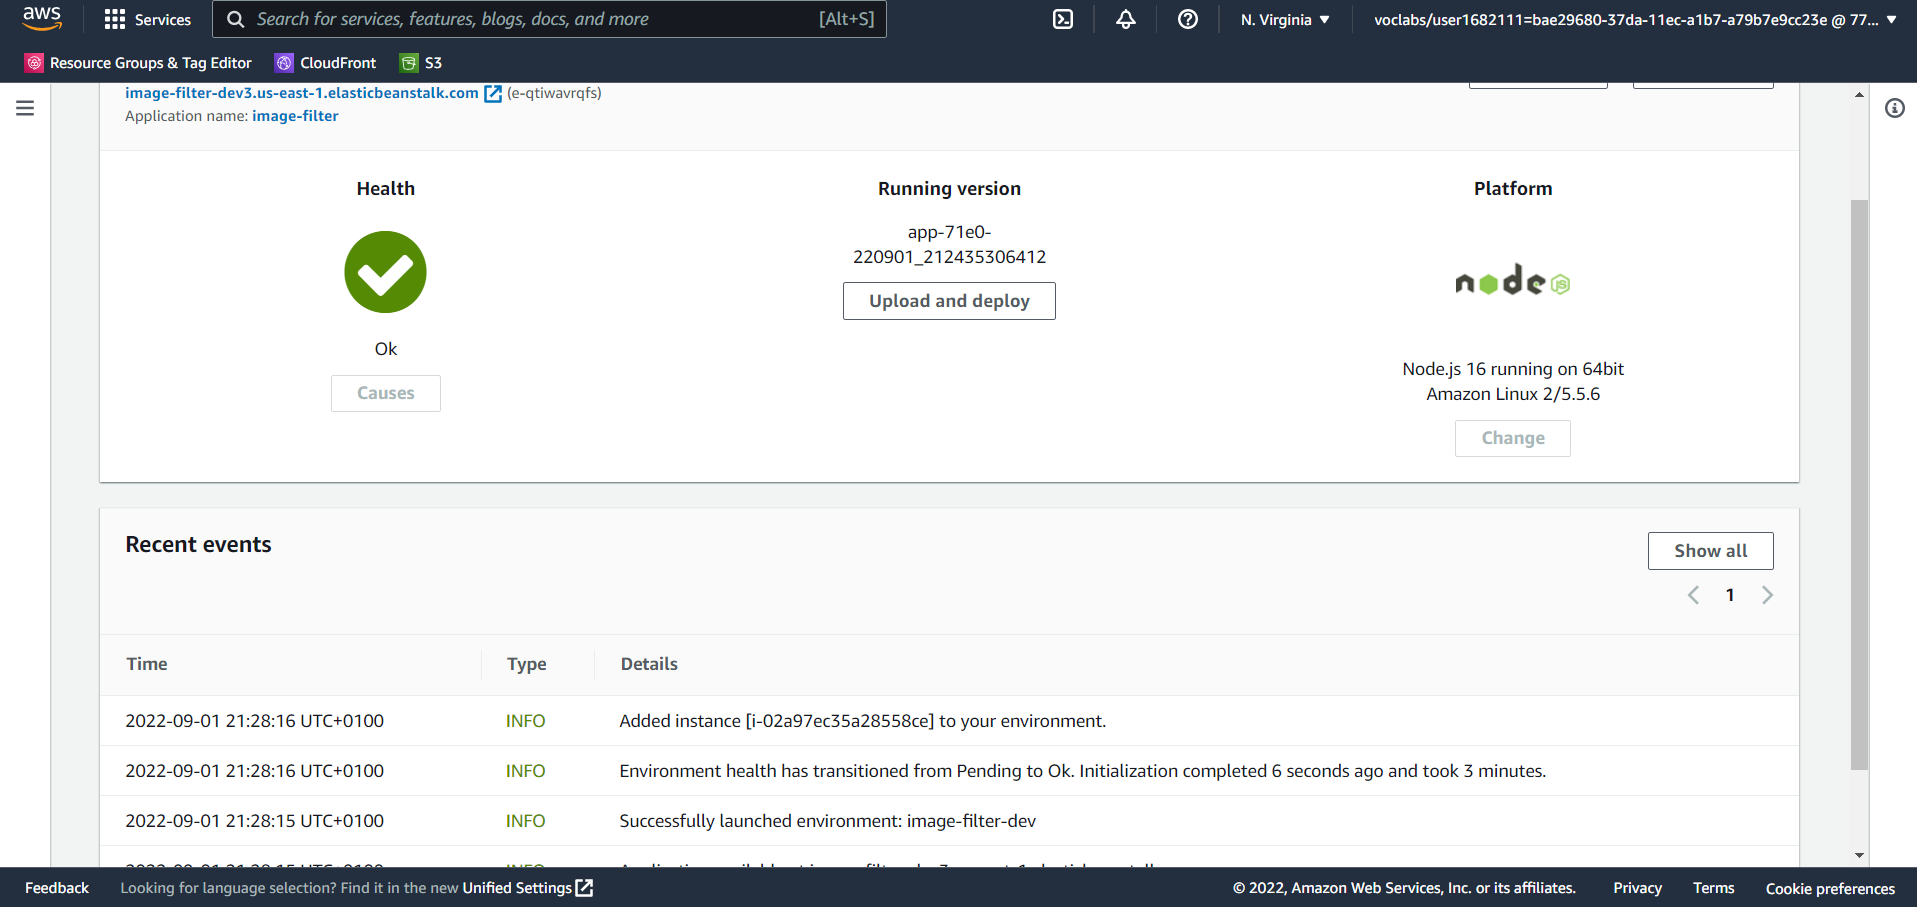 aws Services Search for services, features, blogs, docs, and more [Alt+S] N. Virginia voclabs/user1682111=bae29680-37da-11ec-a1b7-a79b7e9cc23e @ 77...
Resource Groups & Tag Editor CloudFront S3
image-filter-dev3.us-east-1.elasticbeanstalk.com (e-qtiwavrqfs)
Application name: image-filter
Health Running version Platform
app-71e0-
220901_212435306412
Upload and deploy
node JS
Ok
Causes
Node.js 16 running on 64bit
Amazon Linux 2/5.5.6
Change
Recent events
Show all
1
Time Type Details
2022-09-01 21:28:16 UTC+0100 INFO Added instance [i-02a97ec35a28558ce] to your environment.
2022-09-01 21:28:16 UTC+0100 INFO Environment health has transitioned from Pending to Ok. Initialization completed 6 seconds ago and took 3 minutes.
2022-09-01 21:28:15 UTC+0100 INFO Successfully launched environment: image-filter-dev
Feedback Looking for language selection? Find it in the new Unified Settings © 2022, Amazon Web Services, Inc. or its affiliates. Privacy Terms Cookie preferences